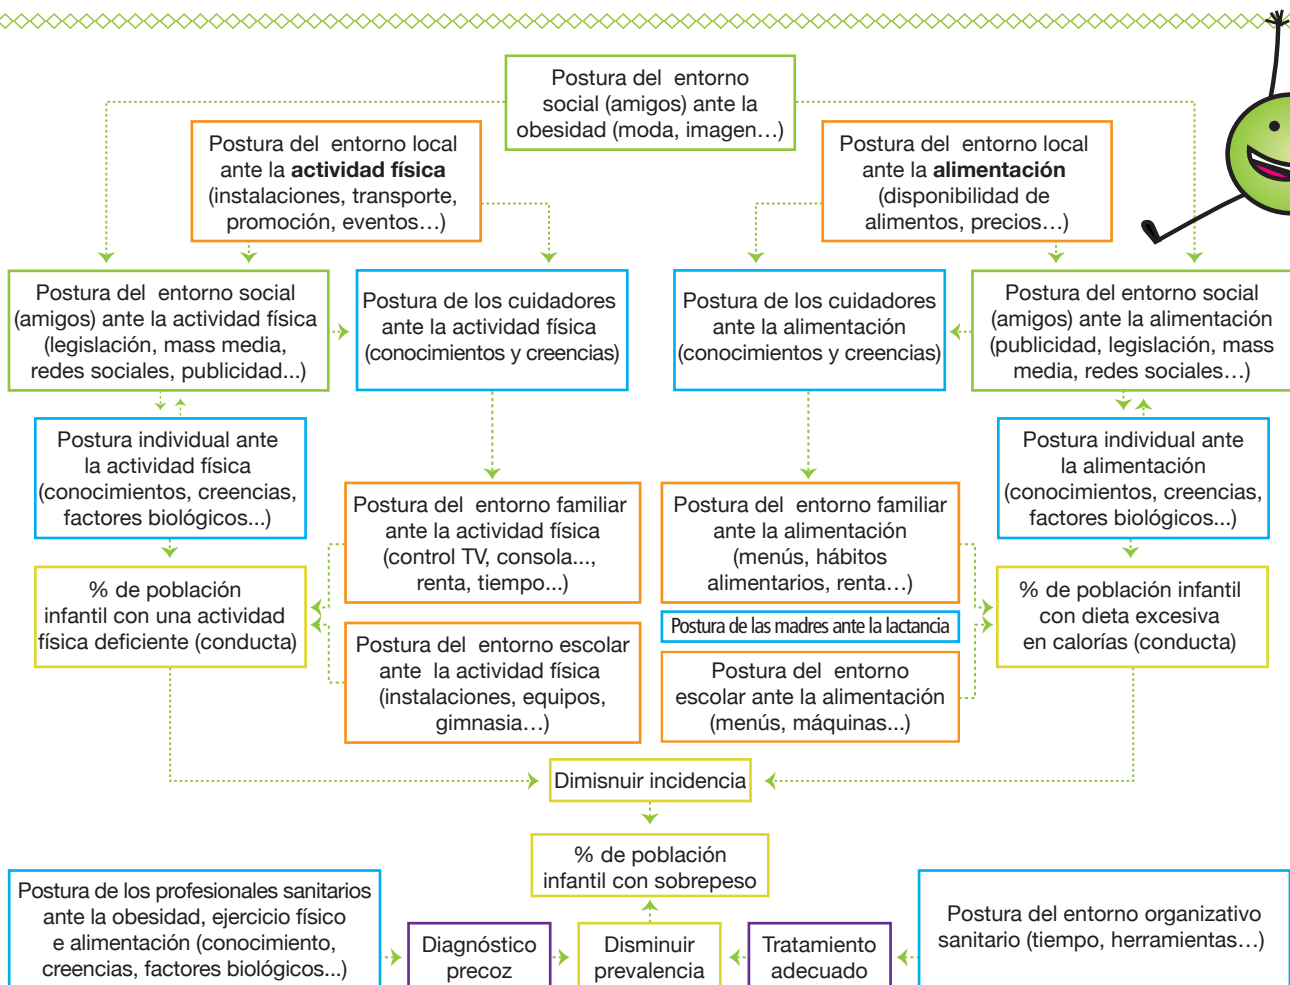 Postura del entorno
social (amigos) ante la
obesidad (moda, imagen…)
Postura del entorno local
ante la actividad física
(instalaciones, transporte,
promoción, eventos…)
Postura del entorno local
ante la alimentación
(disponibilidad de
alimentos, precios…)
Postura del entorno social
(amigos) ante la actividad física
(legislación, mass media,
redes sociales, publicidad...)
Postura de los cuidadores
ante la actividad física
(conocimientos y creencias)
Postura de los cuidadores
ante la alimentación
(conocimientos y creencias)
Postura del entorno social
(amigos) ante la alimentación
(publicidad, legislación, mass
media, redes sociales…)
Postura individual ante
la actividad física
(conocimientos, creencias,
factores biológicos...)
Postura del entorno familiar
ante la actividad física
(control TV, consola...,
renta, tiempo...)
Postura del entorno familiar
ante la alimentación
(menús, hábitos
alimentarios, renta…)
Postura individual ante
la alimentación
(conocimientos, creencias,
factores biológicos...)
% de población
infantil con una actividad
física deficiente (conducta)
Postura del entorno escolar
ante la actividad física
(instalaciones, equipos,
gimnasia…)
Postura de las madres ante la lactancia
Postura del entorno
escolar ante la alimentación
(menús, máquinas...)
% de población infantil
con dieta excesiva
en calorías (conducta)
Dimisnuir incidencia
% de población
infantil con sobrepeso
Postura de los profesionales sanitarios
ante la obesidad, ejercicio físico
e alimentación (conocimiento,
creencias, factores biológicos...)
Diagnóstico
precoz
Disminuir
prevalencia
Tratamiento
adecuado
Postura del entorno organizativo
sanitario (tiempo, herramientas…)